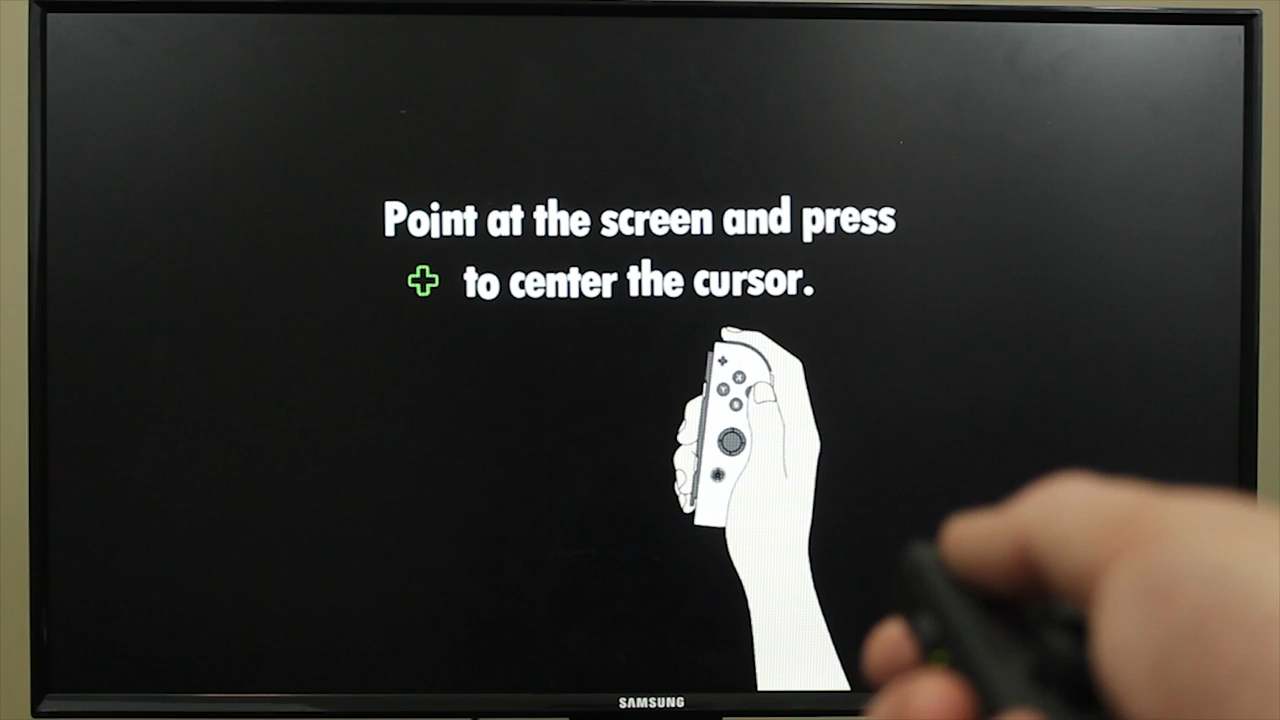 Point at the screen and press
to center the cursor.
X
Y
B
SAMSUNG